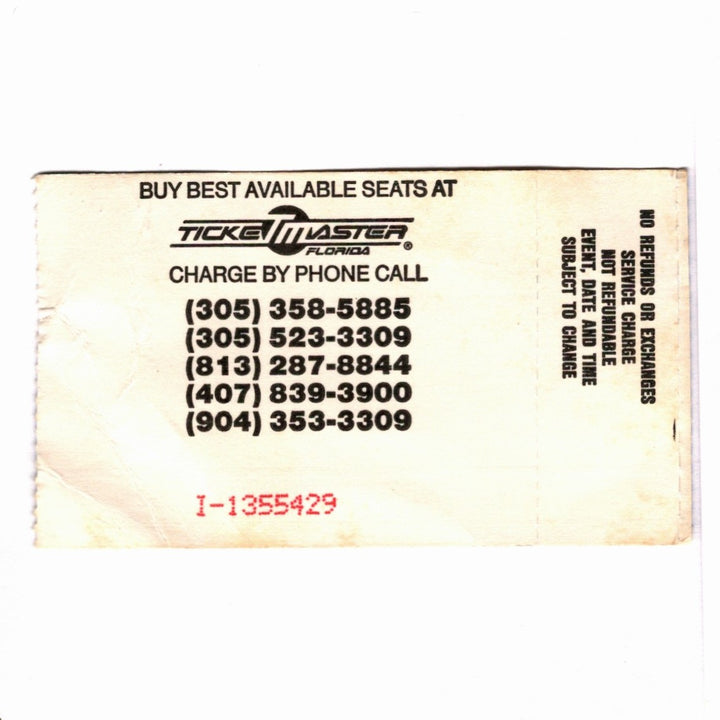 BUY BEST AVAILABLE SEATS AT
TICKETMASTER
FLORIDA ®
CHARGE BY PHONE CALL
(305) 358-5885
(305) 523-3309
(813) 287-8844
(407) 839-3900
(904) 353-3309
I-1355429
NO REFUNDS OR EXCHANGES
SERVICE CHARGE
NOT REFUNDABLE
EVENT, DATE AND TIME
SUBJECT TO CHANGE